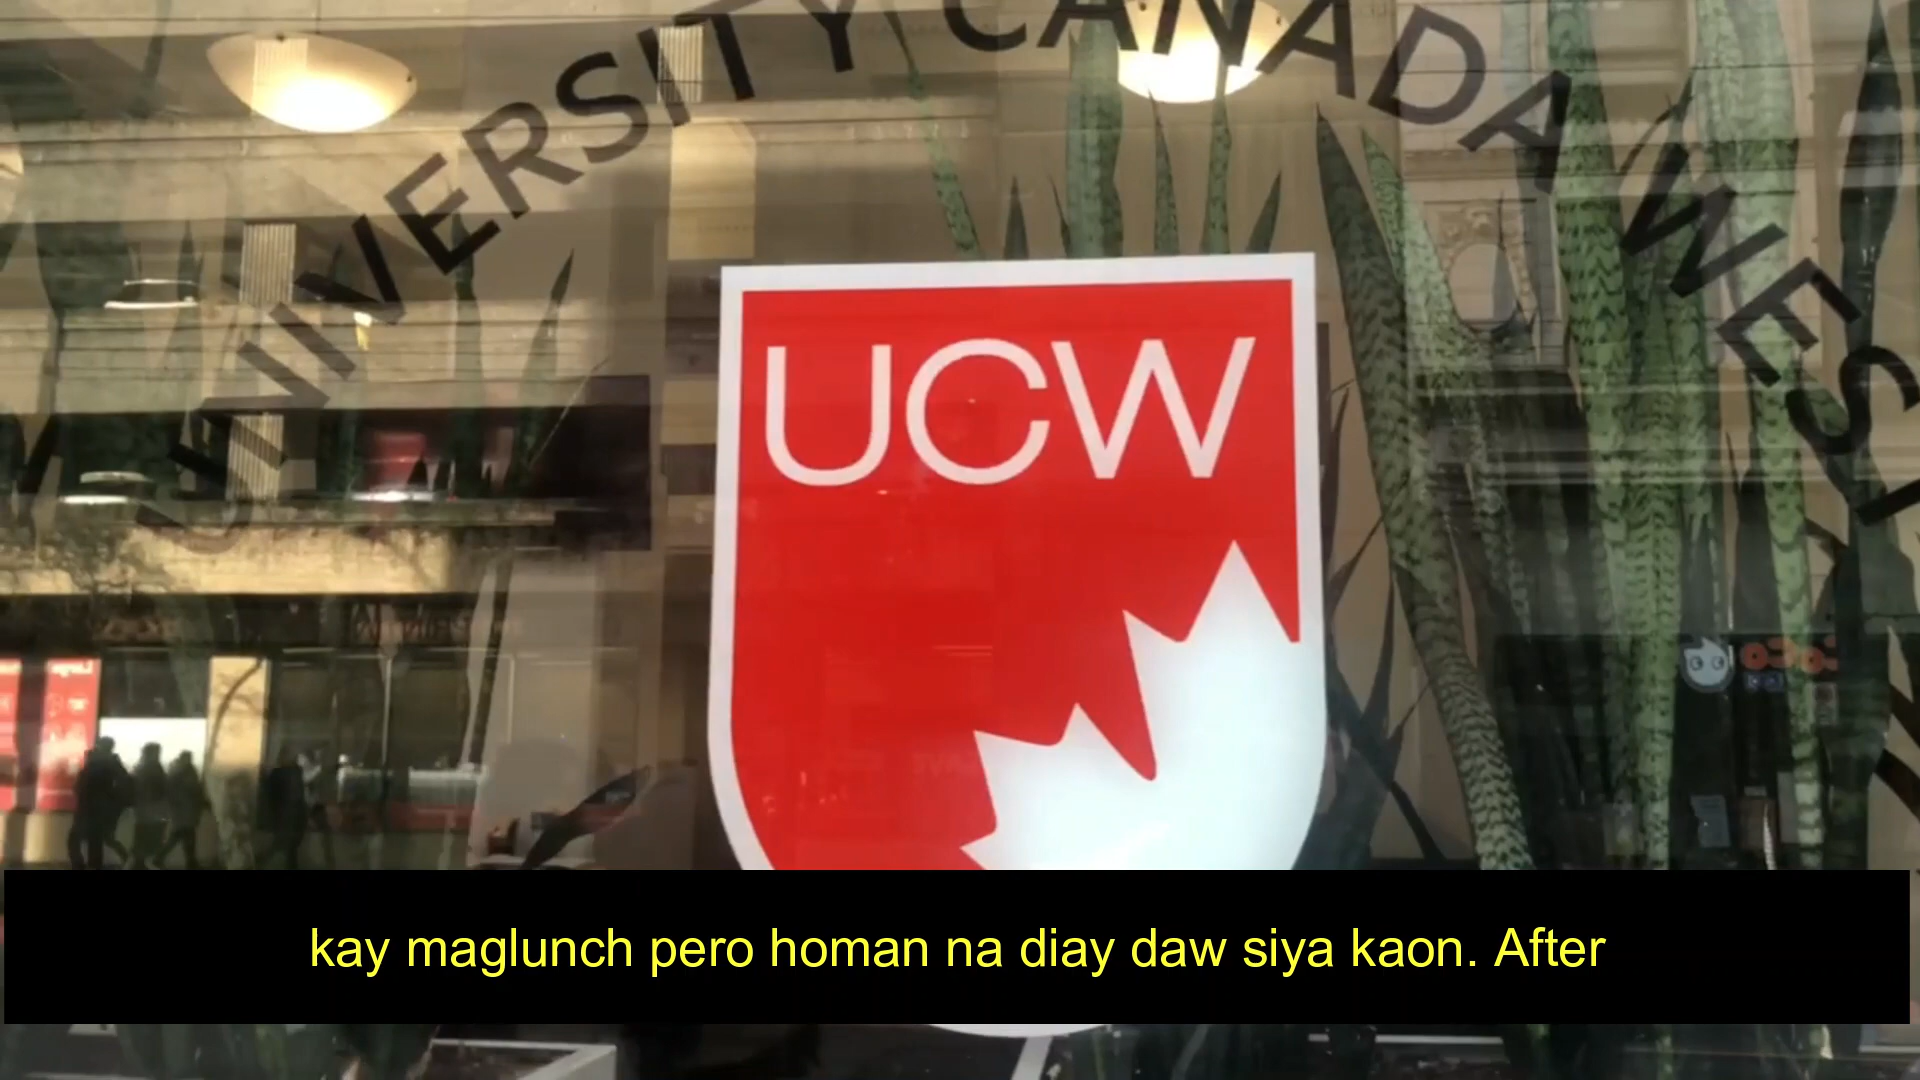 UNIVERSITY CANADA WEST
UCW
kay maglunch pero homan na diay daw siya kaon. After